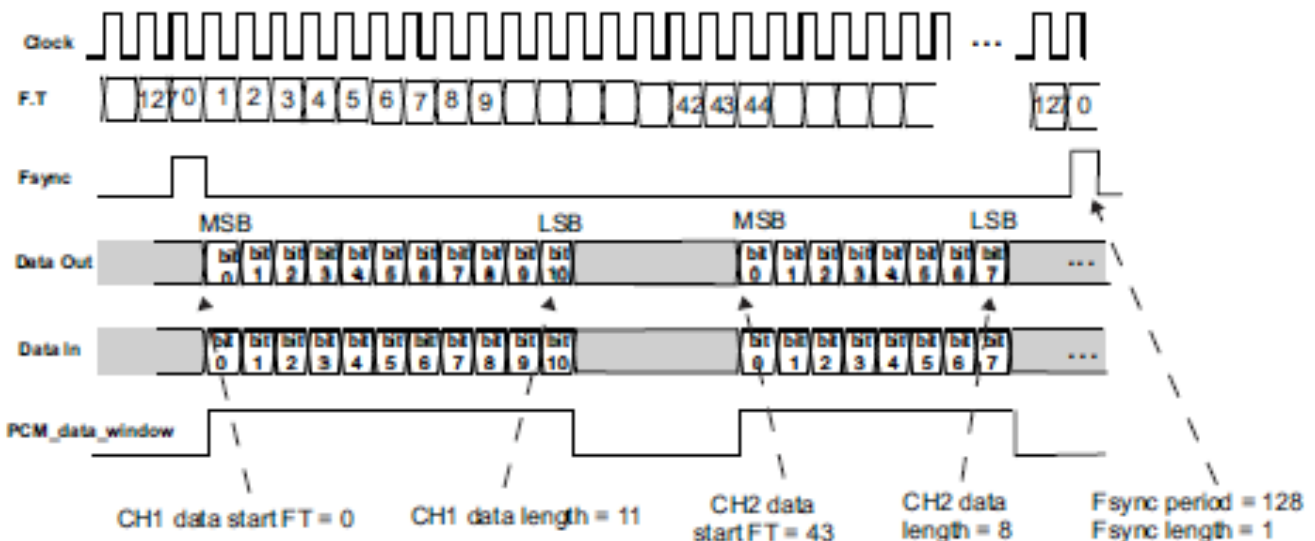 Clock ...
F.T 127 0 1 2 3 4 5 6 7 8 9 42 43 44 127 0
Fsync
MSB LSB MSB LSB
Data Out bit 0 bit 1 bit 2 bit 3 bit 4 bit 5 bit 6 bit 7 bit 8 bit 9 bit 10 bit 0 bit 1 bit 2 bit 3 bit 4 bit 5 bit 6 bit 7 ...
Data In bit 0 bit 1 bit 2 bit 3 bit 4 bit 5 bit 6 bit 7 bit 8 bit 9 bit 10 bit 0 bit 1 bit 2 bit 3 bit 4 bit 5 bit 6 bit 7 ...
PCM_data_window
CH1 data start FT = 0 CH1 data length = 11 CH2 data CH2 data Fsync period = 128
start FT = 43 length = 8 Fsync length = 1